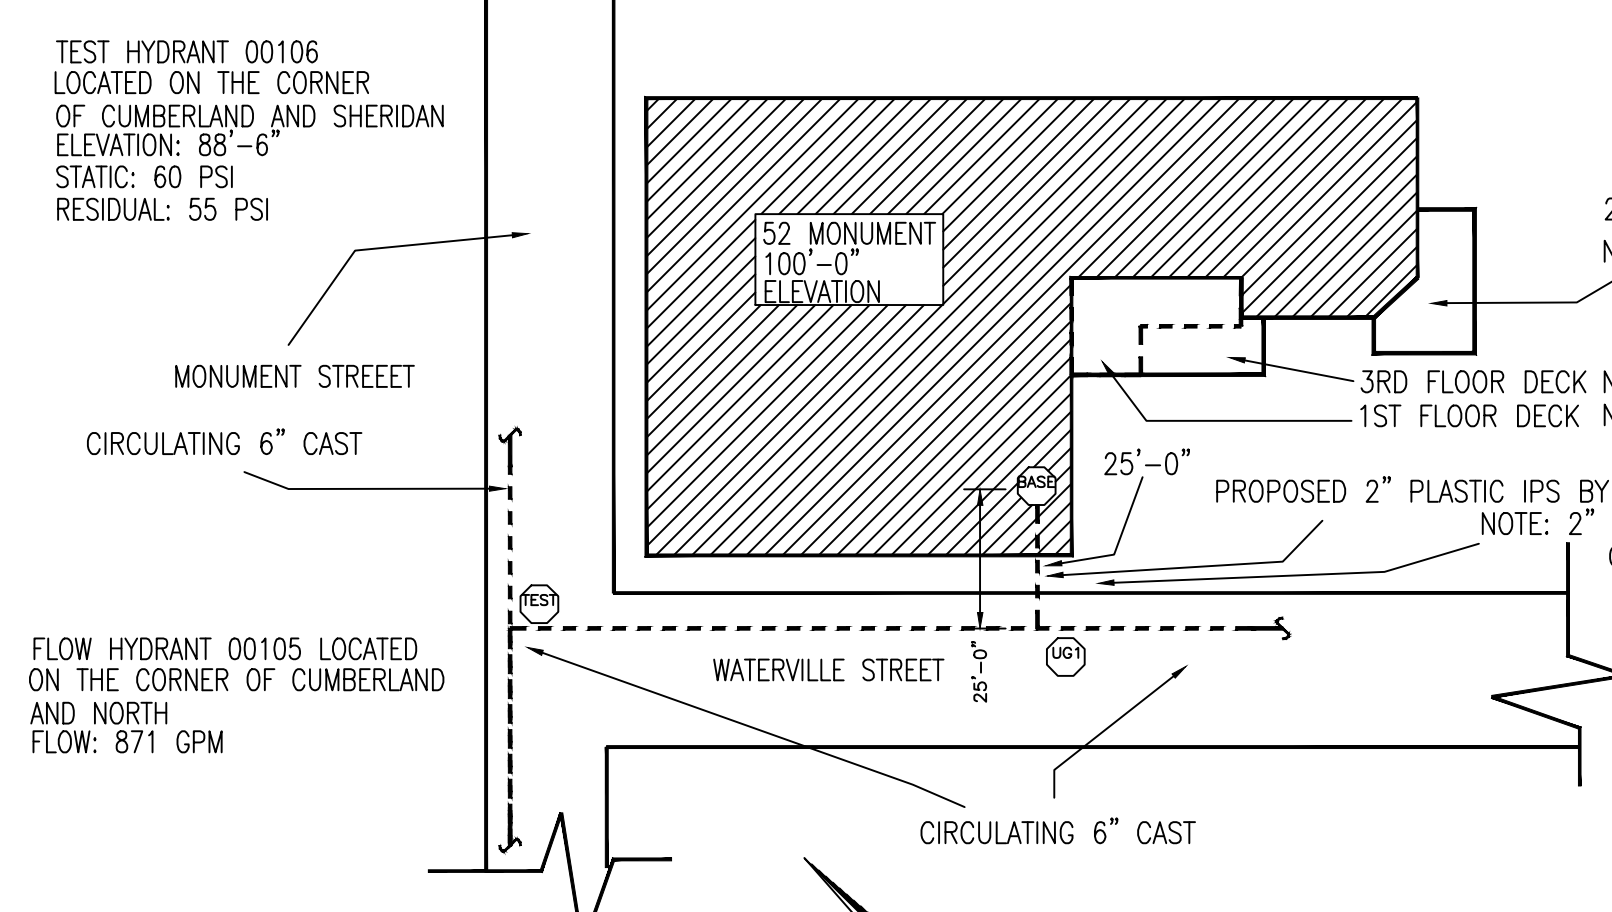 TEST HYDRANT 00106
LOCATED ON THE CORNER
OF CUMBERLAND AND SHERIDAN
ELEVATION: 88'-6"
STATIC: 60 PSI
RESIDUAL: 55 PSI
52 MONUMENT
100'-0"
ELEVATION
2
N
MONUMENT STREEET
3RD FLOOR DECK N
1ST FLOOR DECK N
CIRCULATING 6" CAST
25'-0"
BASE
PROPOSED 2" PLASTIC IPS BY
NOTE: 2"
TEST
FLOW HYDRANT 00105 LOCATED
ON THE CORNER OF CUMBERLAND
AND NORTH
FLOW: 871 GPM
WATERVILLE STREET
25'-0"
UG1
CIRCULATING 6" CAST